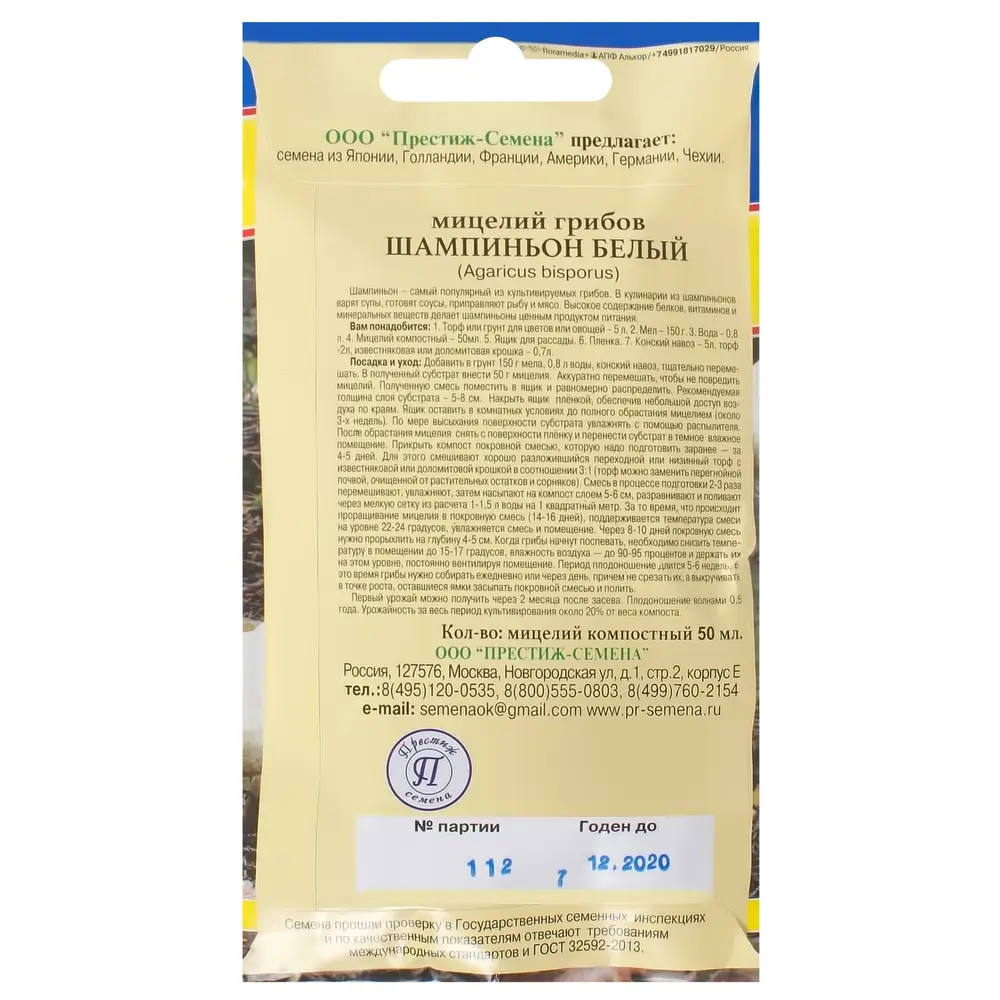 floramedia+АПФ Алькор/+74991817029/Россия
ООО "Престиж-Семена" предлагает:
семена из Японии, Голландии, Франции, Америки, Германии, Чехии.
мицелий грибов
ШАМПИНЬОН БЕЛЫЙ
(Agaricus bisporus)
Шампиньон – самый популярный из культивируемых грибов. В кулинарии из шампиньонов
варят супы, готовят соусы, приправляют рыбу и мясо. Высокое содержание белков, витаминов и
минеральных веществ делает шампиньоны ценным продуктом питания.
Вам понадобится: 1. Торф или грунт для цветов или овощей – 5 л. 2. Мел – 150 г. 3. Вода – 0,8
л. 4. Мицелий компостный – 50мл. 5. Ящик для рассады. 6. Пленка. 7. Конский навоз – 5л, торф
-2л, известняковая или доломитовая крошка – 0,7л.
Посадка и уход: Добавить в грунт 150 г мела, 0,8 л воды, конский навоз, тщательно переме-
шать. В полученный субстрат внести 50 г мицелия. Аккуратно перемешать, чтобы не повредить
мицелий. Полученную смесь поместить в ящик и равномерно распределить. Рекомендуемая
толщина слоя субстрата – 5-8 см. Накрыть ящик плёнкой, обеспечив небольшой доступ воз-
духа по краям. Ящик оставить в комнатных условиях до полного обрастания мицелием (около
3-х недель). По мере высыхания поверхности субстрата увлажнять с помощью распылителя.
После обрастания мицелия снять с поверхности плёнку и перенести субстрат в темное влажное
помещение. Прикрыть компост покровной смесью, которую надо подготовить заранее — за
4-5 дней. Для этого смешивают хорошо разложившийся переходной или низинный торф с
известняковой или доломитовой крошкой в соотношении 3:1 (торф можно заменить перегнойной
почвой, очищенной от растительных остатков и сорняков). Смесь в процессе подготовки 2-3 раза
перемешивают, увлажняют, затем насыпают на компост слоем 5-6 см, разравнивают и поливают
через мелкую сетку из расчета 1-1,5 л воды на 1 квадратный метр. За то время, что происходит
проращивание мицелия в покровную смесь (14-16 дней), поддерживается температура смеси
на уровне 22-24 градусов, увлажняется смесь и помещение. Через 8-10 дней покровную смесь
нужно прорыхлить на глубину 4-5 см. Когда грибы начнут поспевать, необходимо снизить темпе-
ратуру в помещении до 15-17 градусов, влажность воздуха — до 90-95 процентов и держать их
на этом уровне, постоянно вентилируя помещение. Период плодоношение длится 5-6 недель, в
это время грибы нужно собирать ежедневно или через день, причем не срезать их, а выкручивать
в точке роста, оставшиеся ямки засыпать покровной смесью и полить.
Первый урожай можно получить через 2 месяца после засева. Плодоношение волнами 0,5
года. Урожайность за весь период культивирования около 20% от веса компоста.
Кол-во: мицелий компостный 50 мл.
ООО "ПРЕСТИЖ-СЕМЕНА"
Россия, 127576, Москва, Новгородская ул, д.1, стр.2, корпус Е
тел.:8(495)120-0535, 8(800)555-0803, 8(499)760-2154
e-mail: semenaok@gmail.com www.pr-semena.ru
Престиж
П
семена
№ партии Годен до
112 7 12.2020
Семена прошли проверку в Государственных семенных инспекциях
и по качественным показателям отвечают требованиям
международных стандартов и ГОСТ 32592-2013.